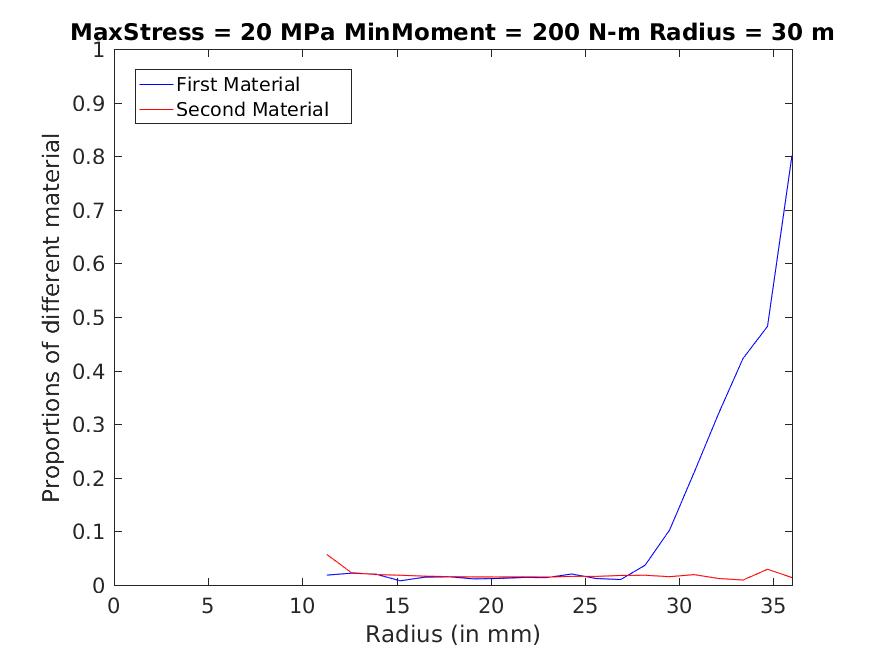 MaxStress = 20 MPa MinMoment = 200 N-m Radius = 30 m
1
0.9
0.8
0.7
0.6
0.5
0.4
0.3
0.2
0.1
0
First Material
Second Material
Proportions of different material
0 5 10 15 20 25 30 35
Radius (in mm)